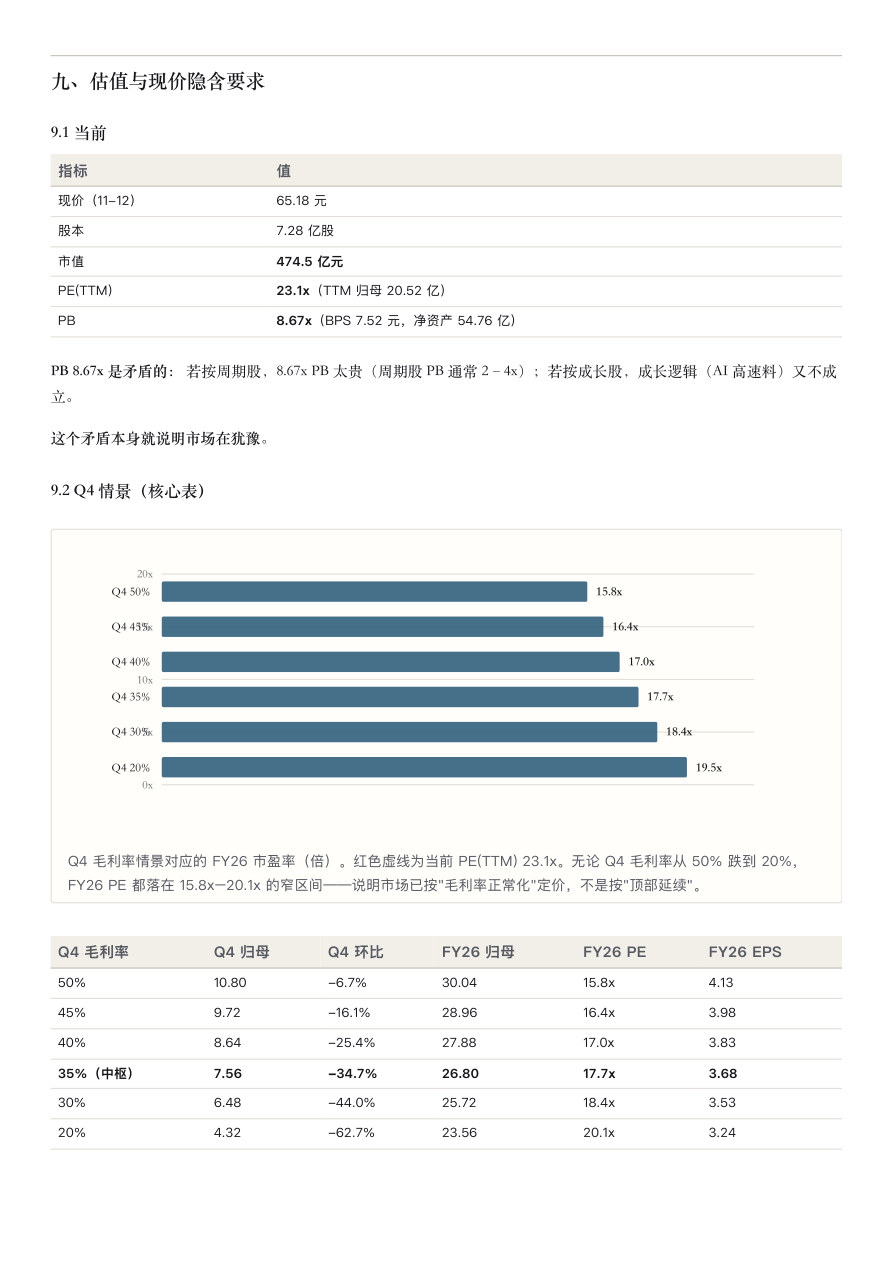 九、估值与现价隐含要求
9.1 当前
指标 值
现价（11–12） 65.18 元
股本 7.28 亿股
市值 474.5 亿元
PE(TTM) 23.1x（TTM 归母 20.52 亿）
PB 8.67x（BPS 7.52 元，净资产 54.76 亿）
PB 8.67x 是矛盾的： 若按周期股，8.67x PB 太贵（周期股 PB 通常 2 – 4x）；若按成长股，成长逻辑（AI 高速料）又不成
立。
这个矛盾本身就说明市场在犹豫。
9.2 Q4 情景（核心表）
20x
Q4 50% 15.8x
Q4 45% 16.4x
Q4 40% 17.0x
10x
Q4 35% 17.7x
Q4 30% 18.4x
Q4 20% 19.5x
0x
Q4 毛利率情景对应的 FY26 市盈率（倍）。红色虚线为当前 PE(TTM) 23.1x。无论 Q4 毛利率从 50% 跌到 20%，
FY26 PE 都落在 15.8x—20.1x 的窄区间——说明市场已按"毛利率正常化"定价，不是按"顶部延续"。
Q4 毛利率 Q4 归母 Q4 环比 FY26 归母 FY26 PE FY26 EPS
50% 10.80 –6.7% 30.04 15.8x 4.13
45% 9.72 –16.1% 28.96 16.4x 3.98
40% 8.64 –25.4% 27.88 17.0x 3.83
35%（中枢） 7.56 –34.7% 26.80 17.7x 3.68
30% 6.48 –44.0% 25.72 18.4x 3.53
20% 4.32 –62.7% 23.56 20.1x 3.24